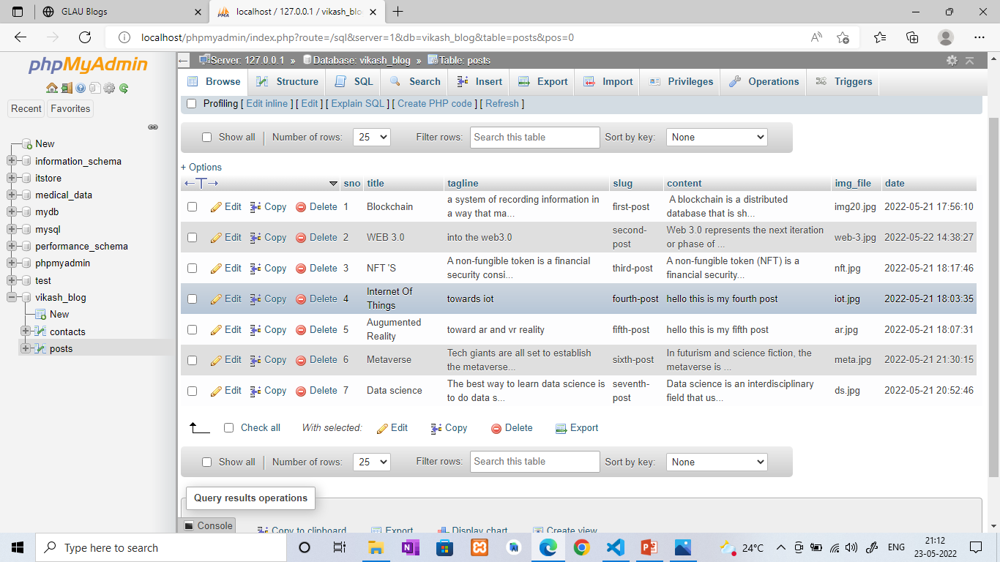 GLAU Blogs
localhost / 127.0.0.1 / vikash_blo
localhost/phpmyadmin/index.php?route=/sql&server=1&db=vikash_blog&table=posts&pos=0
phpMyAdmin
Recent Favorites
New
information_schema
itstore
medical_data
mydb
mysql
performance_schema
phpmyadmin
test
vikash_blog
New
contacts
posts
Server: 127.0.0.1 » Database: vikash_blog » Table: posts
Browse Structure SQL Search Insert Export Import Privileges Operations Triggers
Profiling [ Edit inline ] [ Edit ] [ Explain SQL ] [ Create PHP code ] [ Refresh ]
Show all Number of rows: 25 Filter rows: Search this table Sort by key: None
+ Options
←T→ sno title tagline slug content img_file date
Edit Copy Delete 1 Blockchain a system of recording information in a way that ma... first-post A blockchain is a distributed database that is sh... img20.jpg 2022-05-21 17:56:10
Edit Copy Delete 2 WEB 3.0 into the web3.0 second-post Web 3.0 represents the next iteration or phase of ... web-3.jpg 2022-05-22 14:38:27
Edit Copy Delete 3 NFT 'S A non-fungible token is a financial security consi... third-post A non-fungible token (NFT) is a financial security... nft.jpg 2022-05-21 18:17:46
Edit Copy Delete 4 Internet Of Things towards iot fourth-post hello this is my fourth post iot.jpg 2022-05-21 18:03:35
Edit Copy Delete 5 Augumented Reality toward ar and vr reality fifth-post hello this is my fifth post ar.jpg 2022-05-21 18:07:31
Edit Copy Delete 6 Metaverse Tech giants are all set to establish the metaverse... sixth-post In futurism and science fiction, the metaverse is ... meta.jpg 2022-05-21 21:30:15
Edit Copy Delete 7 Data science The best way to learn data science is to do data s... seventh-post Data science is an interdisciplinary field that us... ds.jpg 2022-05-21 20:52:46
Check all With selected: Edit Copy Delete Export
Show all Number of rows: 25 Filter rows: Search this table Sort by key: None
Query results operations
Console
Copy to clipboard Export Display chart Create view
Type here to search
24°C
ENG
21:12
23-05-2022